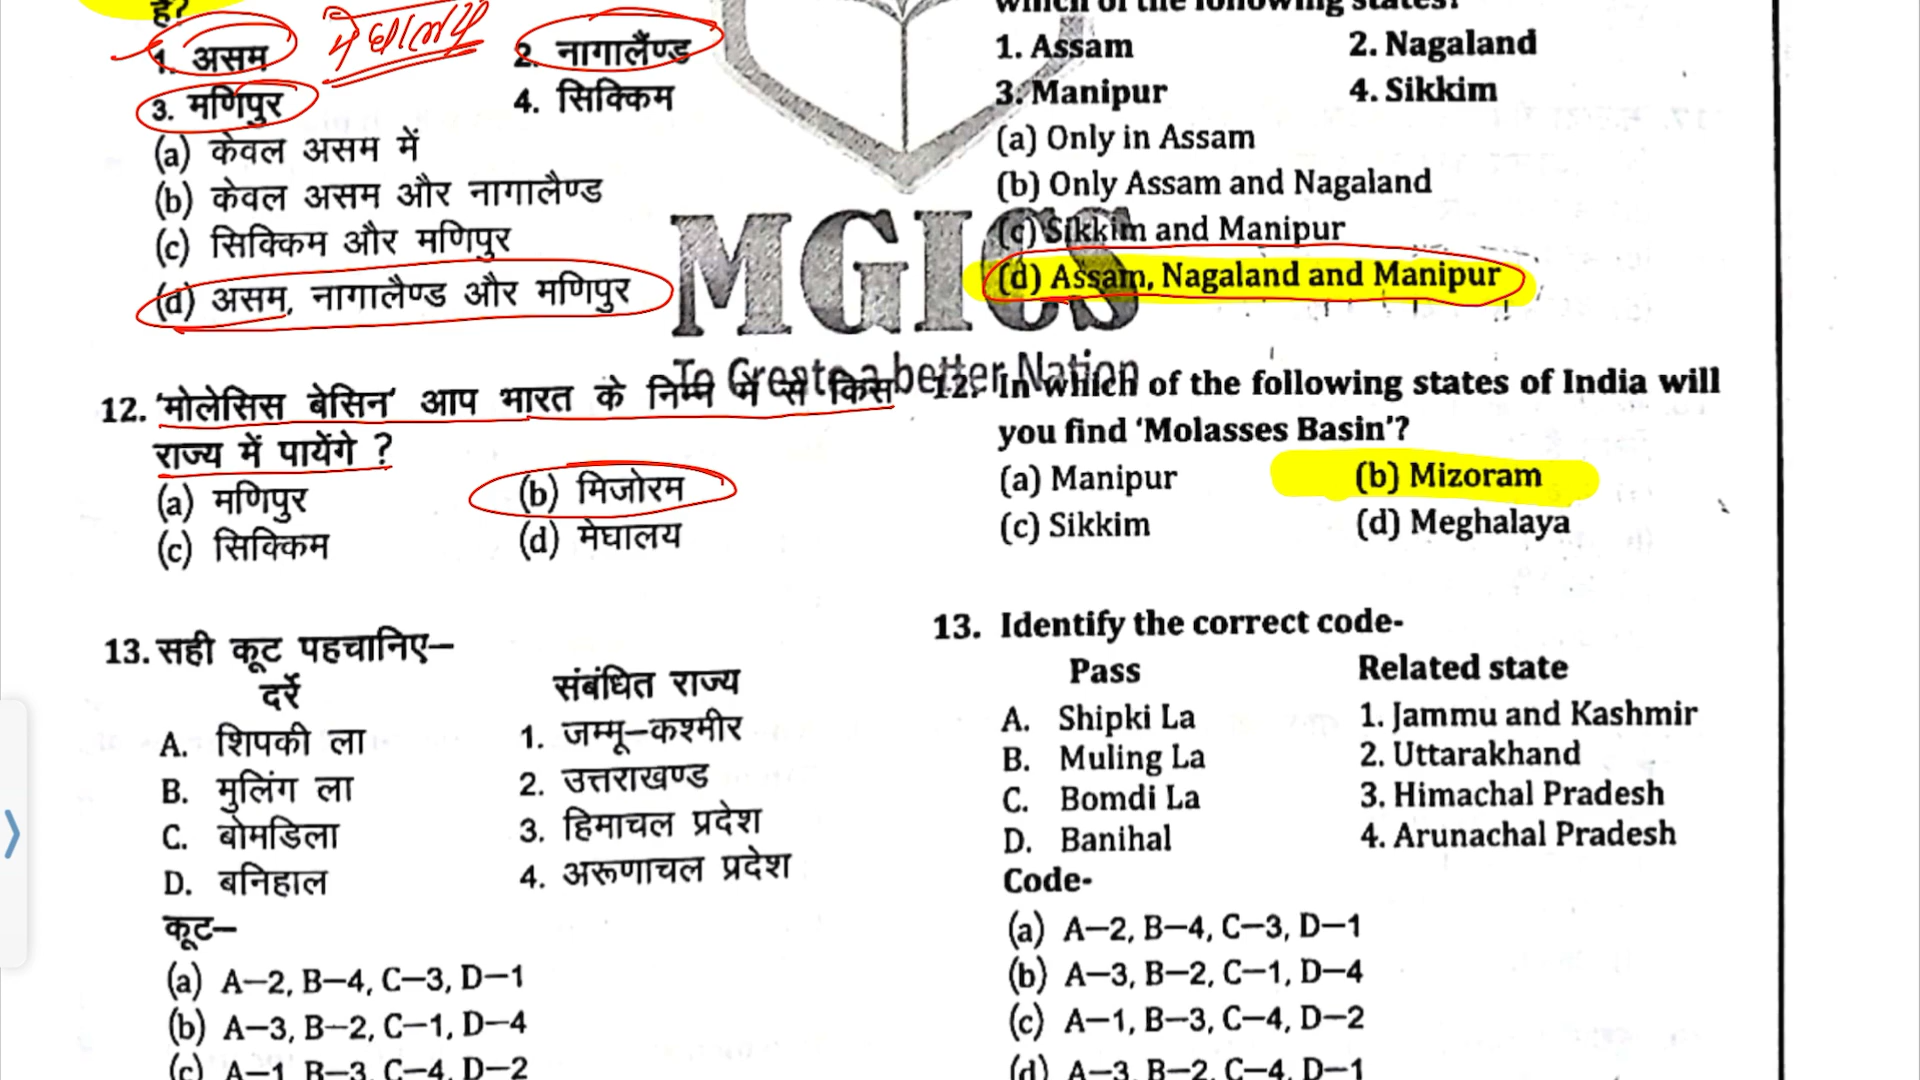 है?
1. असम
2. नागालैण्ड
मेघालय
3. मणिपुर
4. सिक्किम
(a) केवल असम में
(b) केवल असम और नागालैण्ड
(c) सिक्किम और मणिपुर
(d) असम, नागालैण्ड और मणिपुर
12. 'मोलेसिस बेसिन' आप भारत के निम्न में से किस
राज्य में पायेंगे ?
(a) मणिपुर
(b) मिजोरम
(c) सिक्किम
(d) मेघालय
13. सही कूट पहचानिए–
दर्रे
संबंधित राज्य
A. शिपकी ला
1. जम्मू–कश्मीर
B. मुलिंग ला
2. उत्तराखण्ड
C. बोमडिला
3. हिमाचल प्रदेश
D. बनिहाल
4. अरूणाचल प्रदेश
कूट–
(a) A–2, B–4, C–3, D–1
(b) A–3, B–2, C–1, D–4
(c) A–1, B–3, C–4, D–2
MGICS
To Create a better Nation
which of the following states?
1. Assam
2. Nagaland
3. Manipur
4. Sikkim
(a) Only in Assam
(b) Only Assam and Nagaland
(c) Sikkim and Manipur
(d) Assam, Nagaland and Manipur
12. In which of the following states of India will
you find ‘Molasses Basin’?
(a) Manipur
(b) Mizoram
(c) Sikkim
(d) Meghalaya
13. Identify the correct code-
Pass
Related state
A. Shipki La
1. Jammu and Kashmir
B. Muling La
2. Uttarakhand
C. Bomdi La
3. Himachal Pradesh
D. Banihal
4. Arunachal Pradesh
Code-
(a) A–2, B–4, C–3, D–1
(b) A–3, B–2, C–1, D–4
(c) A–1, B–3, C–4, D–2
(d) A–3, B–2, C–4, D–1